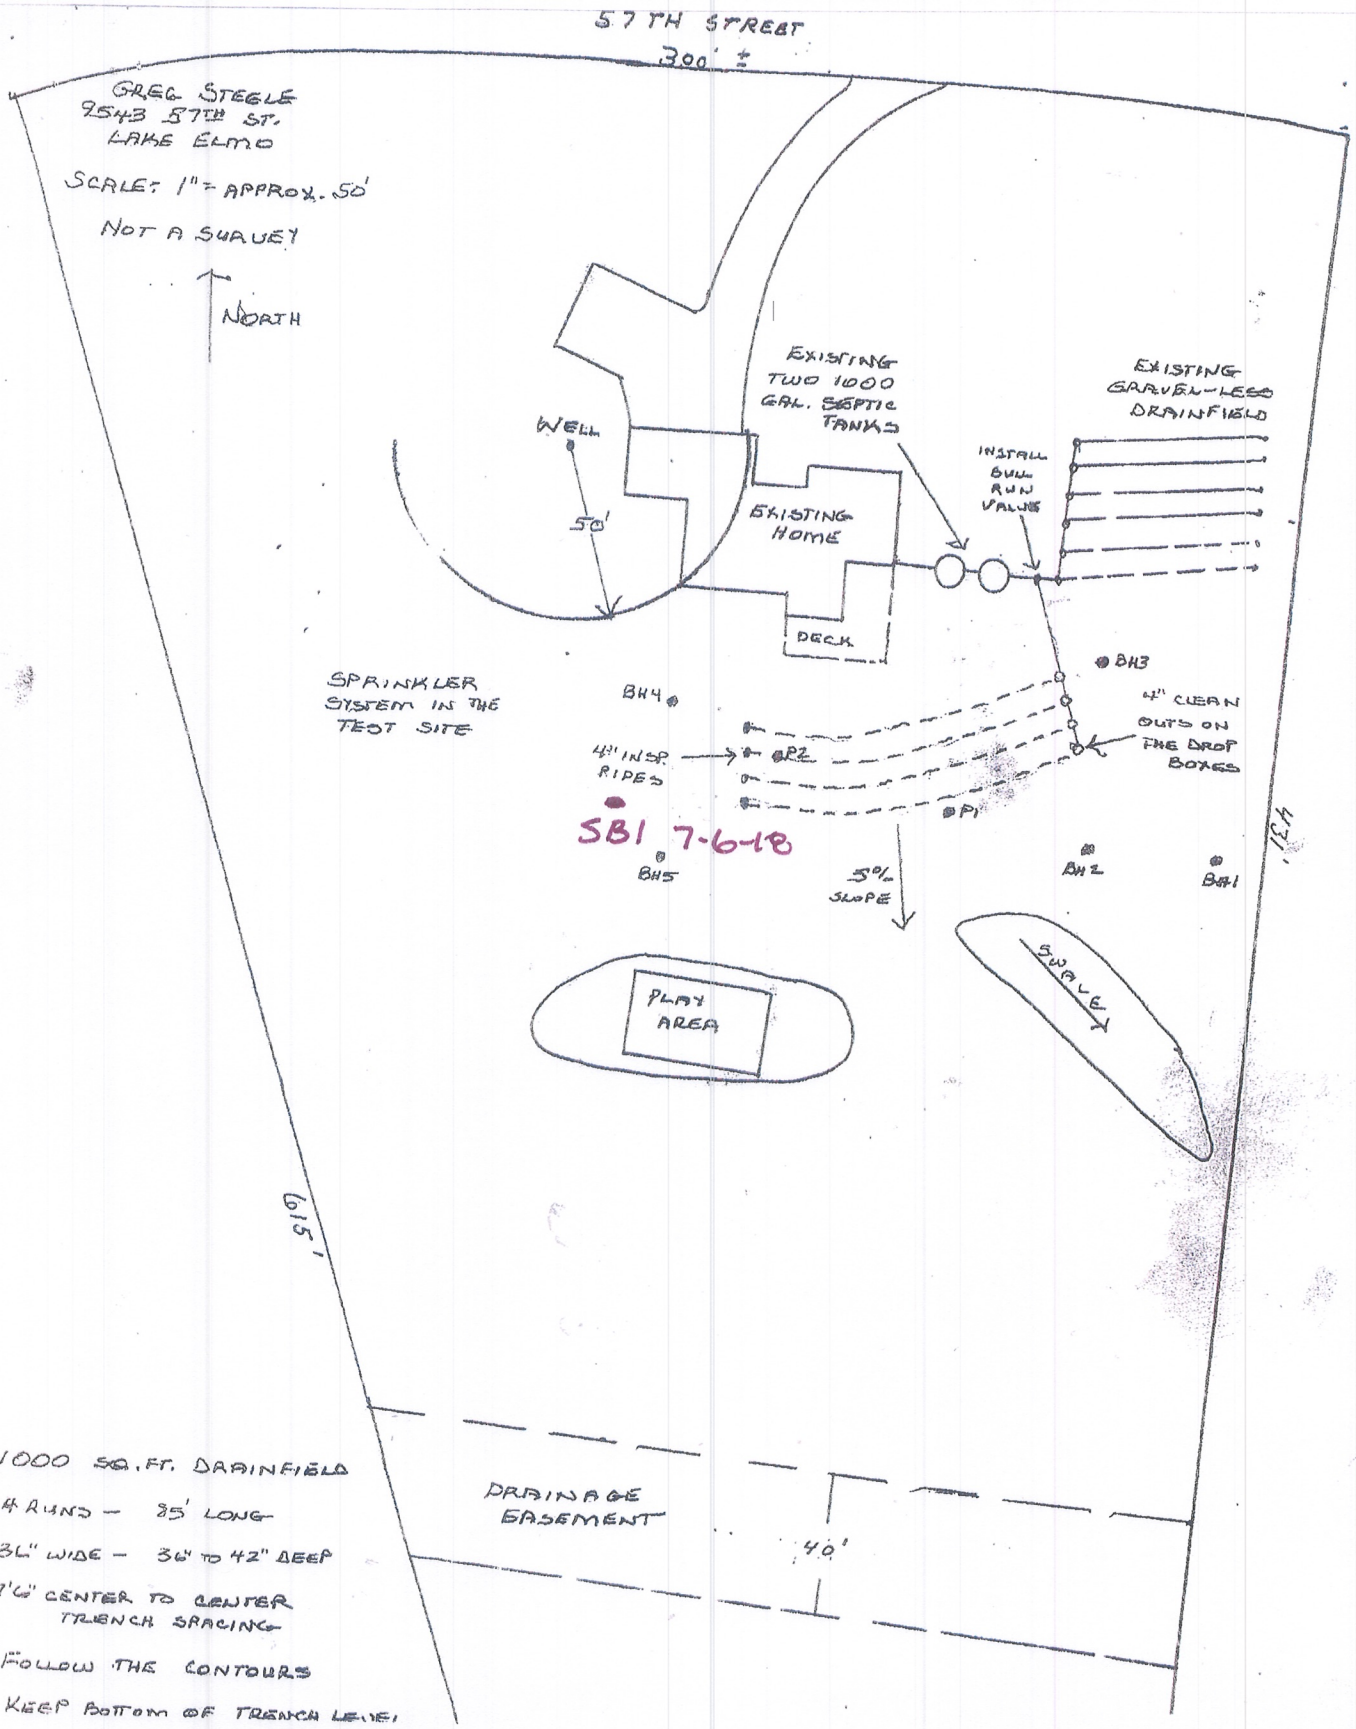 57TH STREET
300' ±
GREG STEELE
9543 57TH ST.
LAKE ELMO
SCALE: 1" = APPROX. 50'
NOT A SURVEY
NORTH
EXISTING
TWO 1000
GAL. SEPTIC
TANKS
EXISTING
GRAVEL-LESS
DRAINFIELD
WELL
50'
INSTALL
BULL
RUN
VALVE
EXISTING
HOME
DECK
BH3
SPRINKLER
SYSTEM IN THE
TEST SITE
BH4
4" CLEAN
OUTS ON
THE DROP
BOXES
4" INSP.
PIPES
P2
P1
SB1 7-6-18
431'
BH5
5%
SLOPE
BH2
BH1
SWALE
PLAY
AREA
615'
1000 SQ. FT. DRAINFIELD
4 RUNS - 85' LONG
36" WIDE - 36" TO 42" DEEP
CENTER TO CENTER
TRENCH SPACING
FOLLOW THE CONTOURS
KEEP BOTTOM OF TRENCH LEVEL
DRAINAGE
EASEMENT
40'